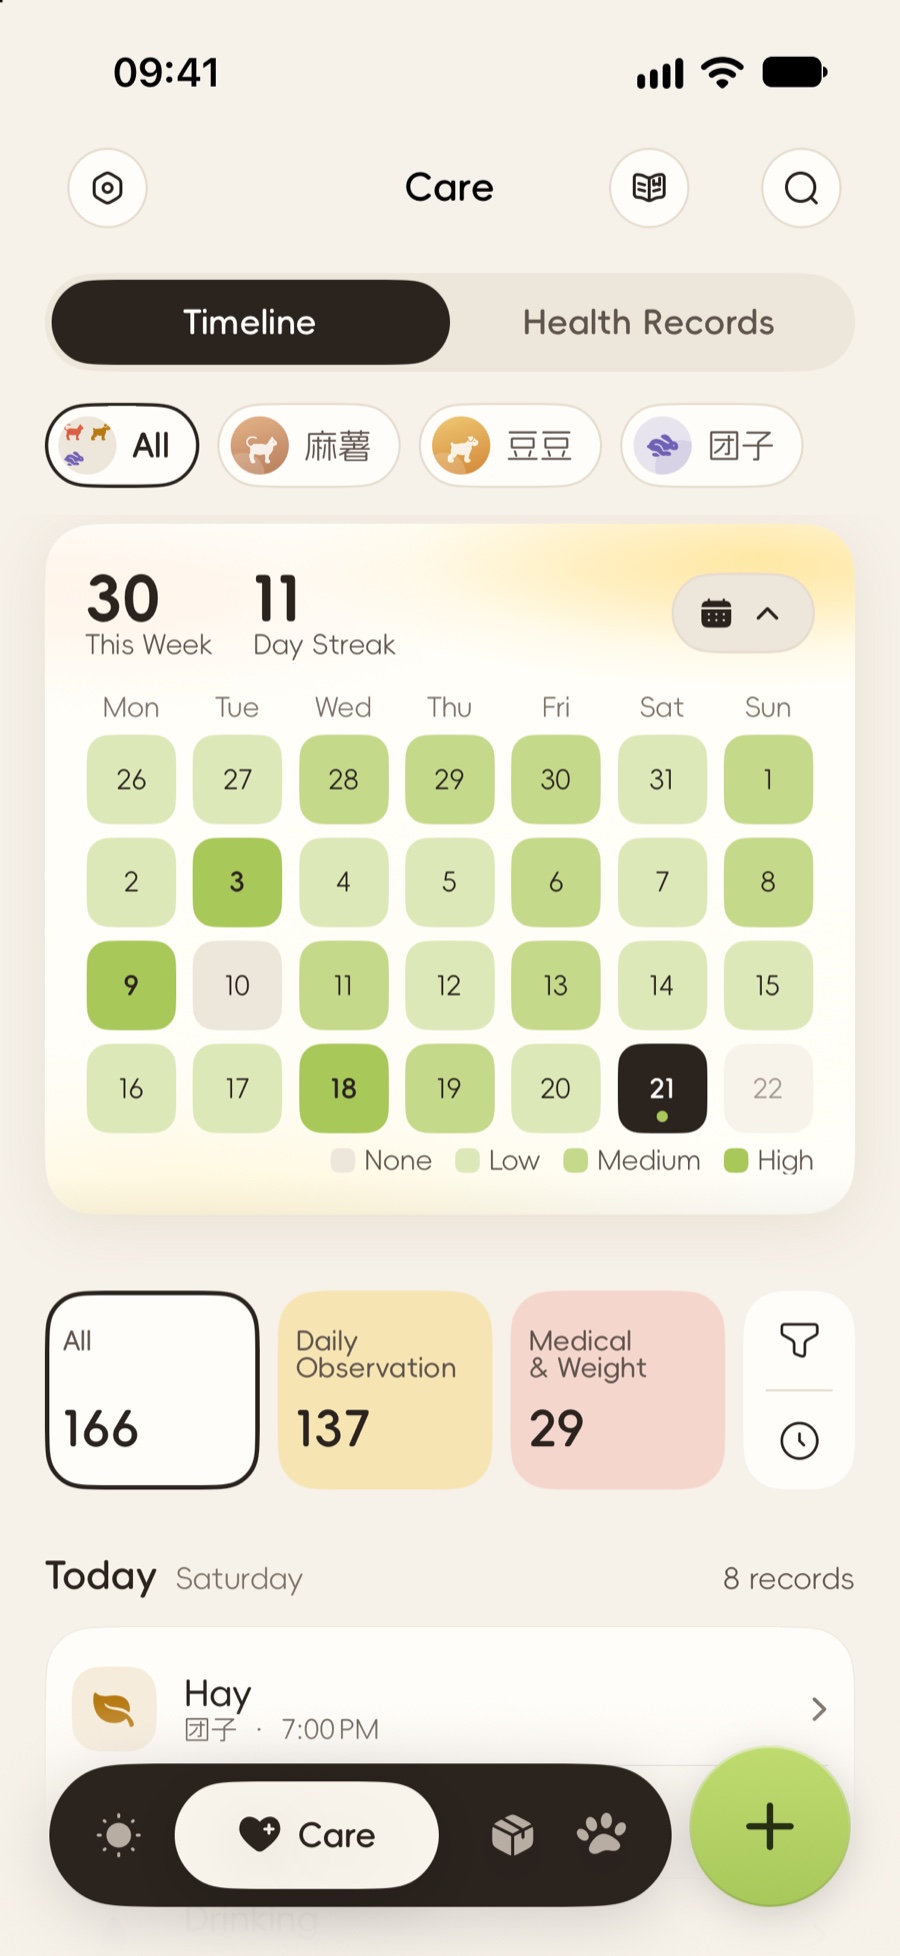 09:41
Care
Timeline
Health Records
All
麻薯
豆豆
团子
30
11
This Week
Day Streak
Mon Tue Wed Thu Fri Sat Sun
26 27 28 29 30 31 1
2 3 4 5 6 7 8
9 10 11 12 13 14 15
16 17 18 19 20 21 22
None Low Medium High
All
166
Daily
Observation
137
Medical
& Weight
29
Today Saturday
8 records
Hay
团子 · 7:00 PM
Care
Drinking